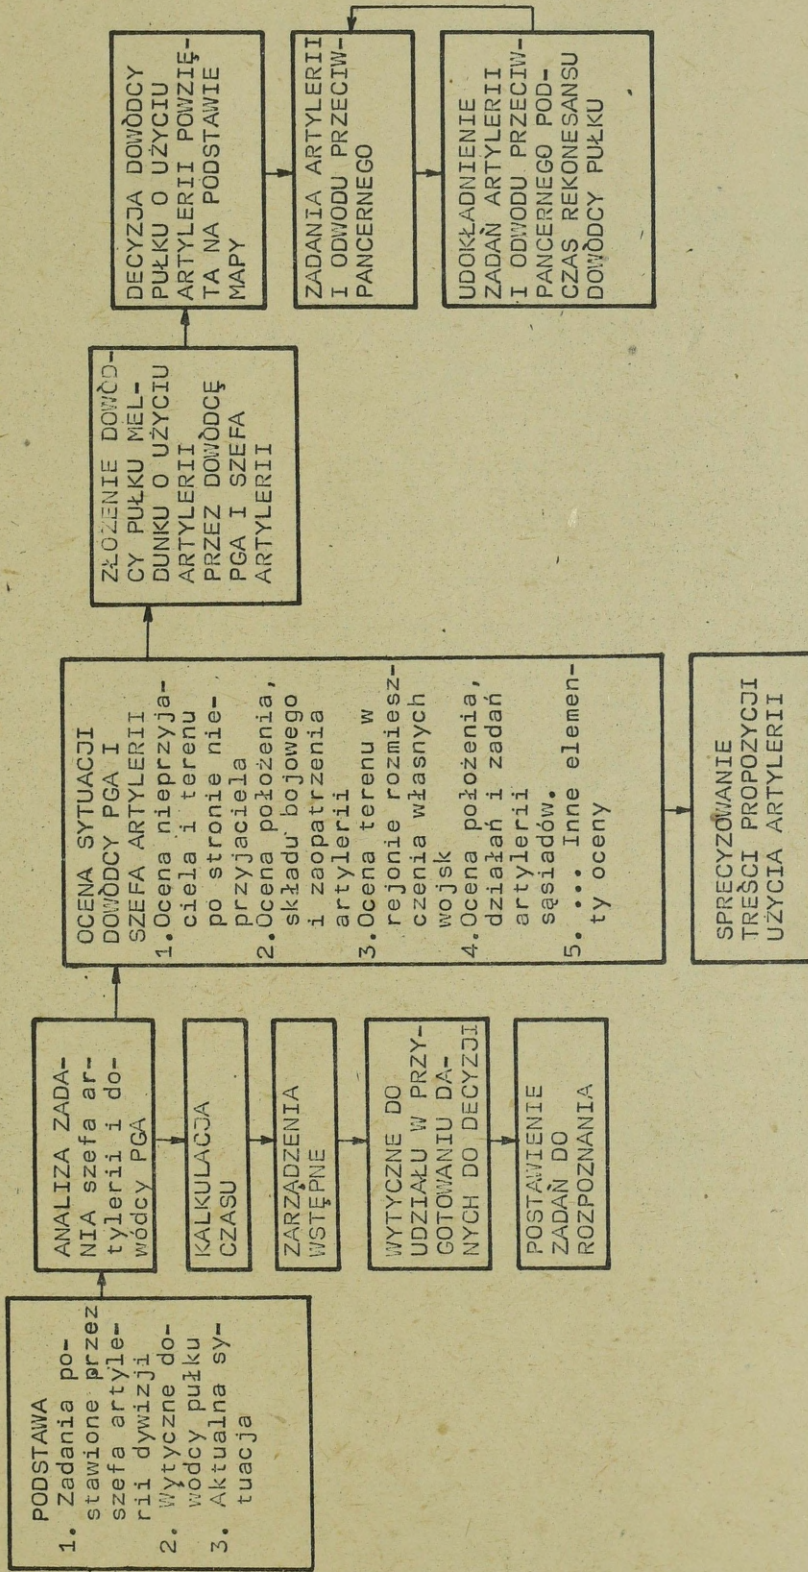 PODSTAWA
1. Zadania po-
stawione przez
szefa artyle-
rii dywizji
2. Wytyczne do-
wódcy pułku
3. Aktualna sy-
tuacja
ANALIZA ZADA-
NIA szefa ar-
tylerii i do-
wódcy PGA
KALKULACJA
CZASU
ZARZĄDZENIA
WSTĘPNE
WYTYCZNE DO
UDZIAŁU W PRZY-
GOTOWANIU DA-
NYCH DO DECYZJI
POSTAWIENIE
ZADAŃ DO
ROZPOZNANIA
OCENA SYTUACJI
DOWÓDCY PGA I
SZEFA ARTYLERII
1. Ocena nieprzyja-
ciela i terenu
po stronie nie-
przyjaciela
2. Ocena położenia,
składu bojowego
i zaopatrzenia
artylerii
3. Ocena terenu w
rejonie rozmiesz-
czenia własnych
wojsk
4. Ocena położenia,
działań i zadań
artylerii
sąsiadów.
5. ... Inne elemen-
ty oceny
SPRECYZOWANIE
TREŚCI PROPOZYCJI
UŻYCIA ARTYLERII
ZŁOŻENIE DOWÓD-
CY PUŁKU MEL-
DUNKU O UŻYCIU
ARTYLERII
PRZEZ DOWÓDCĘ
PGA I SZEFA
ARTYLERII
DECYZJA DOWÓDCY
PUŁKU O UŻYCIU
ARTYLERII POWZIĘ-
TA NA PODSTAWIE
MAPY
ZADANIA ARTYLERII
I ODWODU PRZECIW-
PANCERNEGO
UDOKŁADNIENIE
ZADAŃ ARTYLERII
I ODWODU PRZECIW-
PANCERNEGO POD-
CZAS REKONESANSU
DOWÓDCY PUŁKU